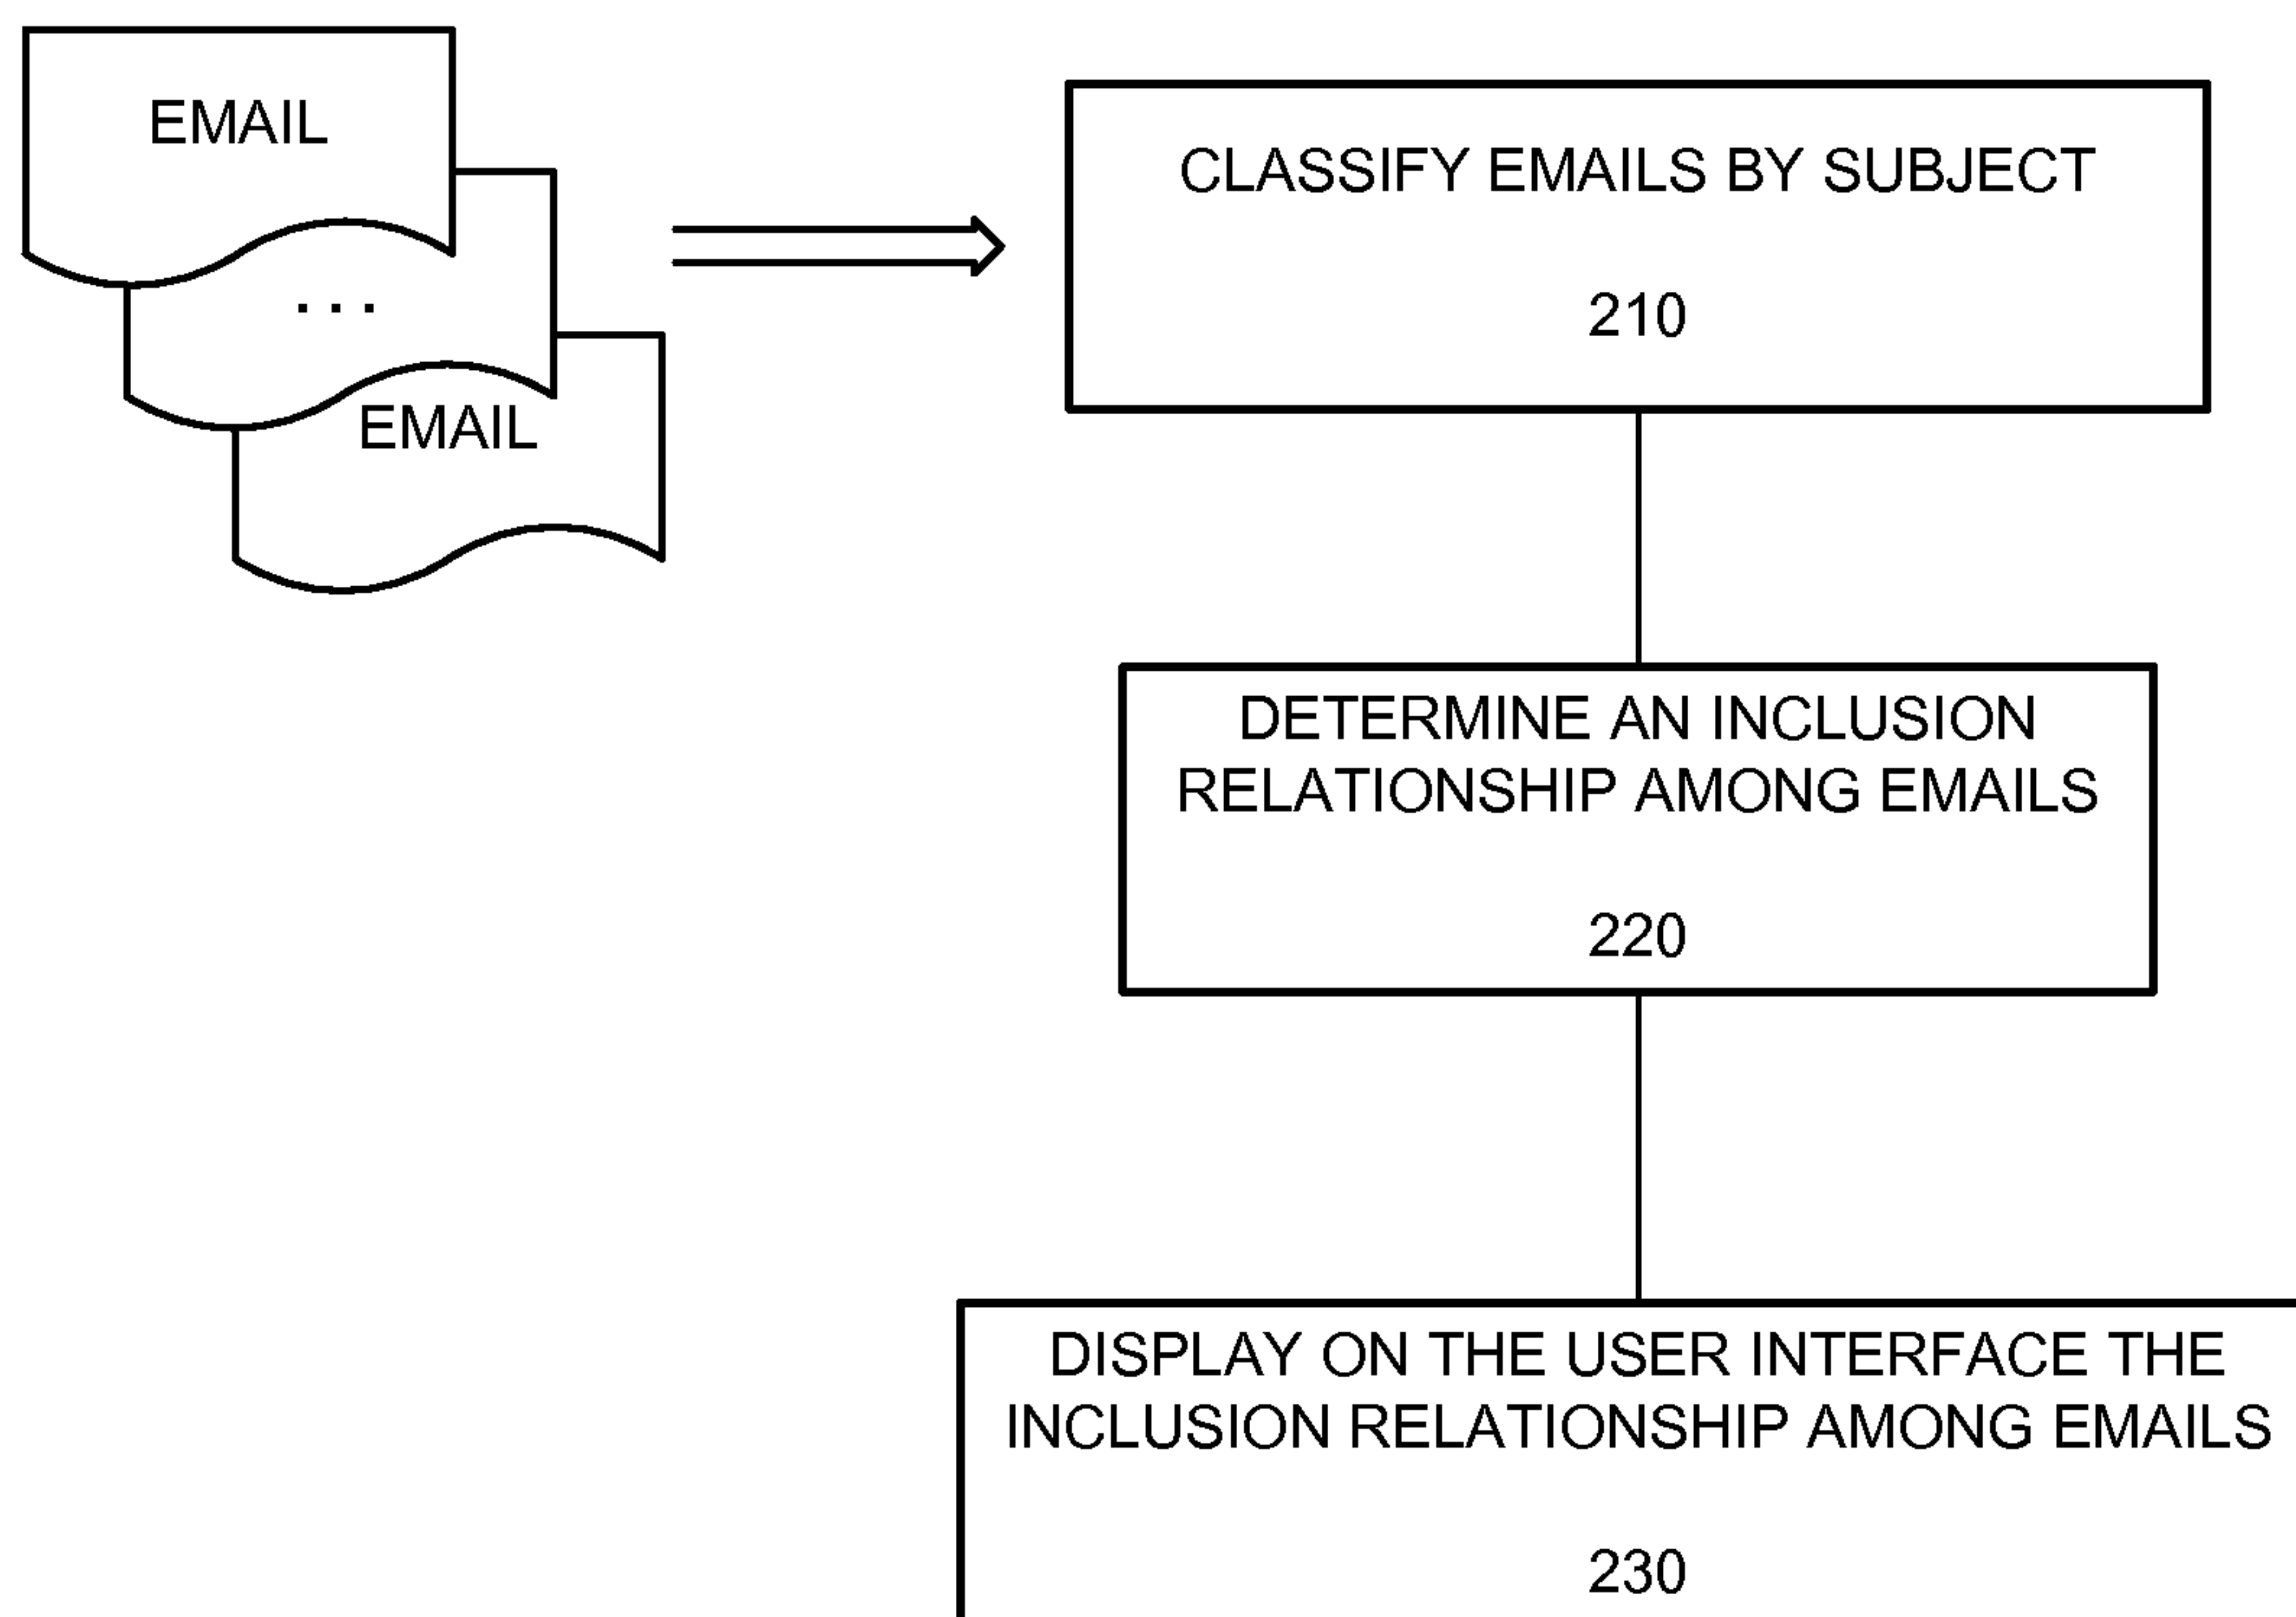 EMAIL
. . .
EMAIL
CLASSIFY EMAILS BY SUBJECT
210
DETERMINE AN INCLUSION
RELATIONSHIP AMONG EMAILS
220
DISPLAY ON THE USER INTERFACE THE
INCLUSION RELATIONSHIP AMONG EMAILS
230